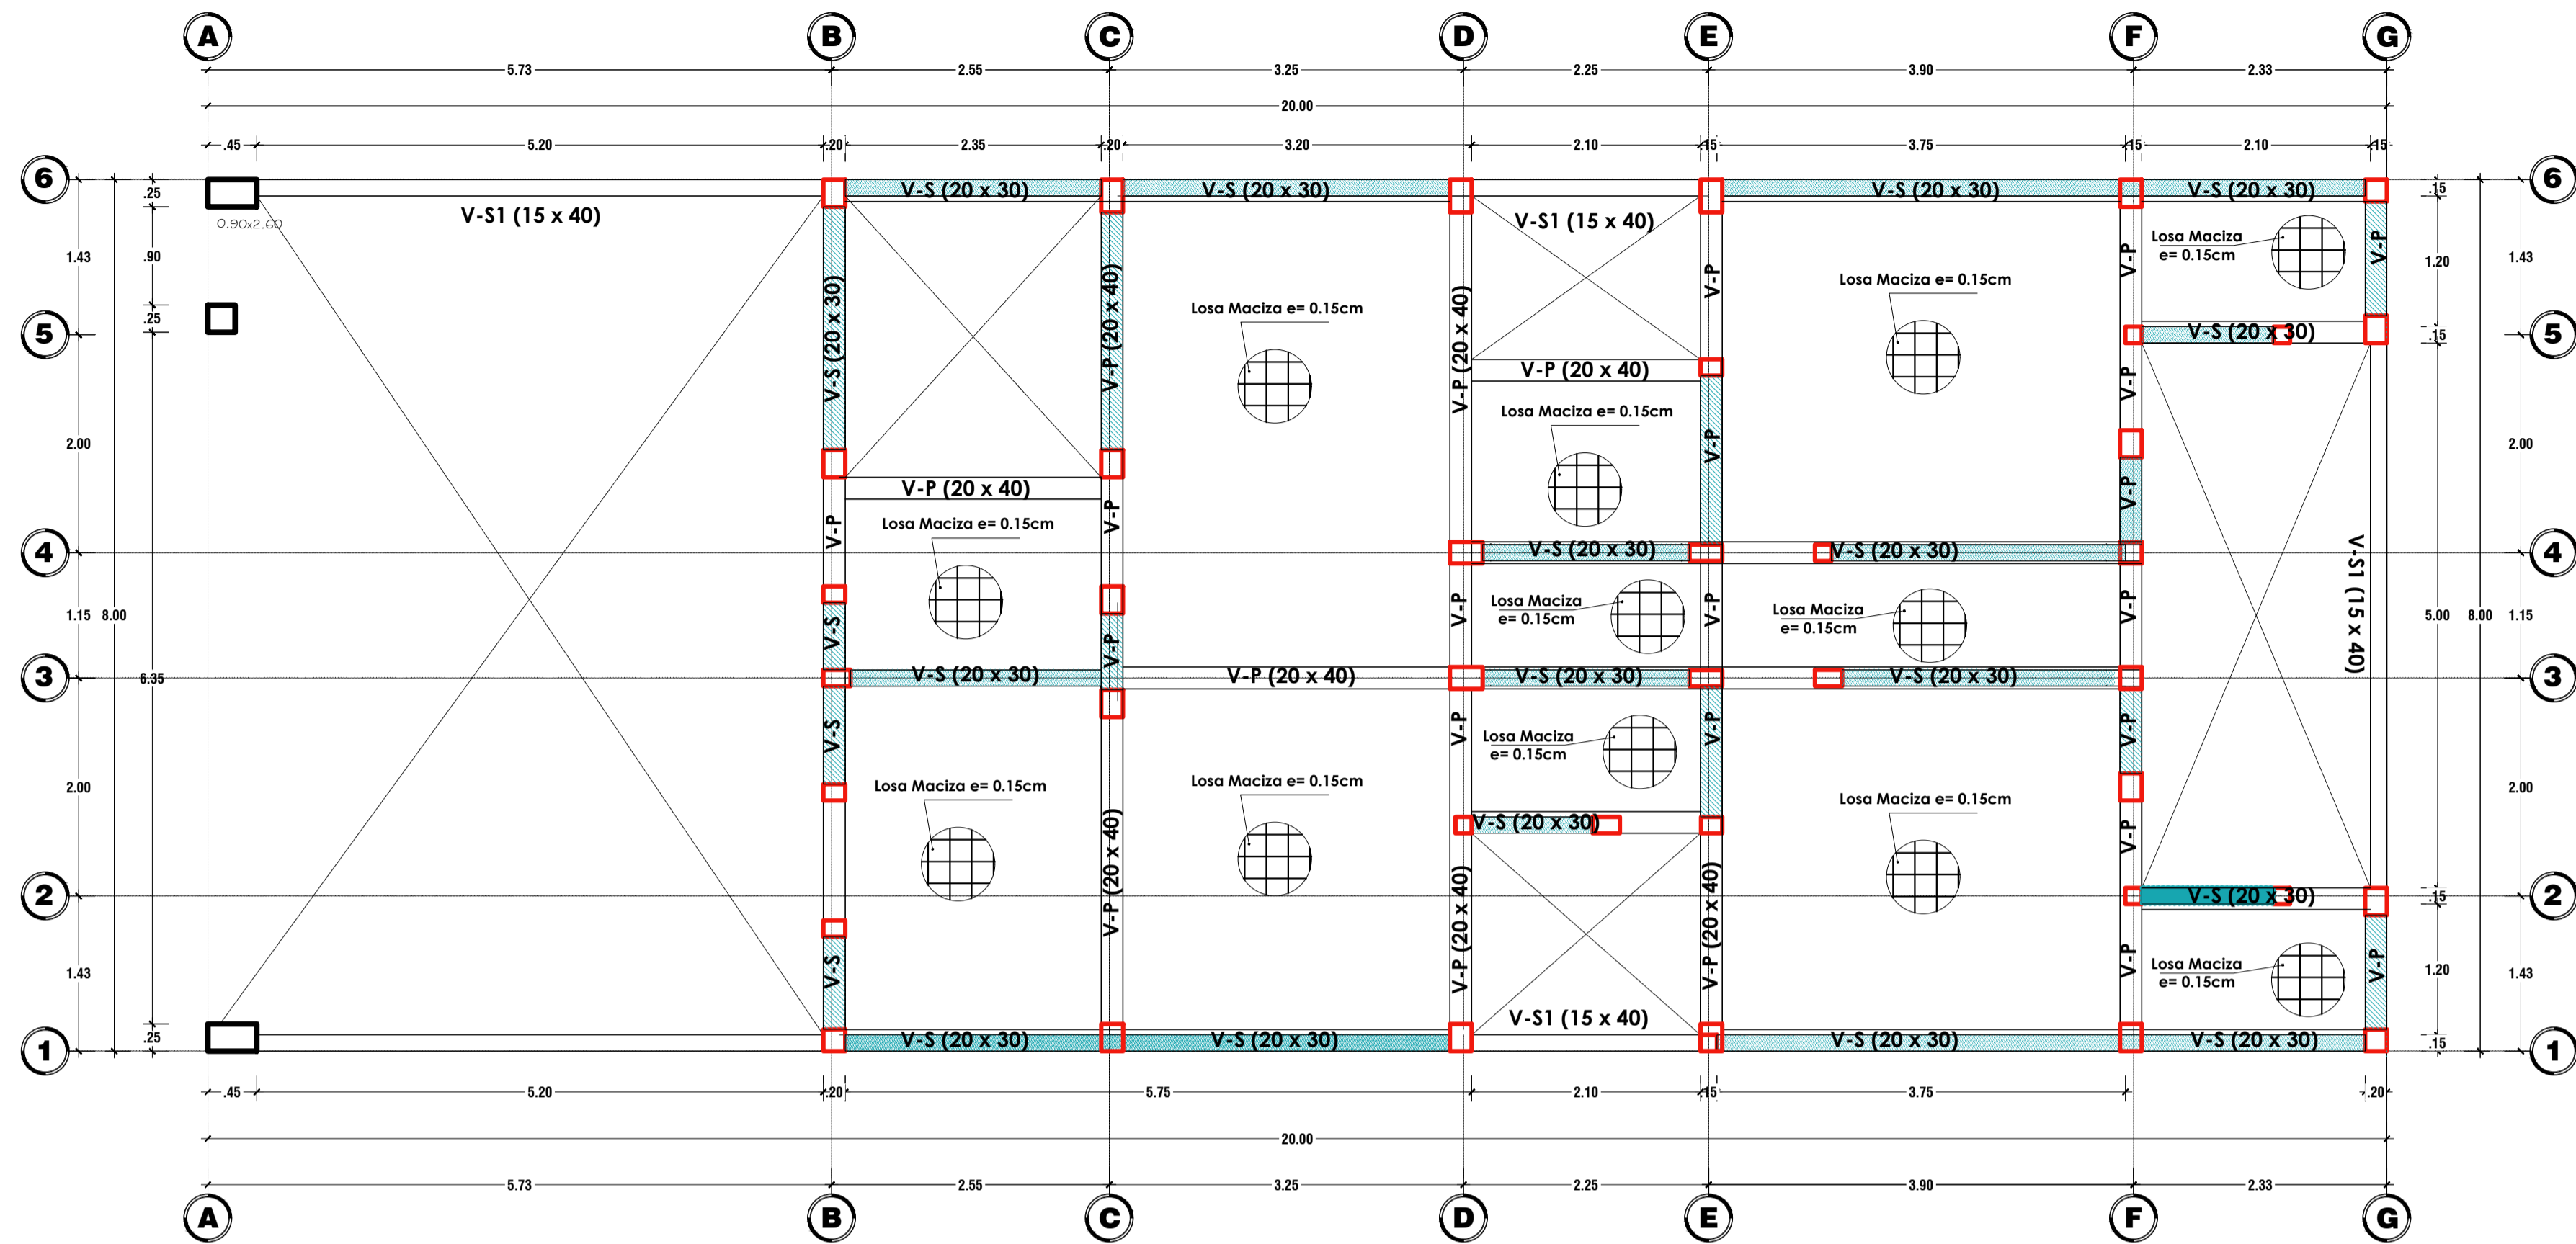 A B C D E F G
5.73 2.55 3.25 2.25 3.90 2.33
20.00
.45 5.20 .20 2.35 .20 3.20 2.10 .15 3.75 .15 2.10 .15
6 .25 V-S (20 x 30) V-S (20 x 30) V-S (20 x 30) V-S (20 x 30) .15 6
V-S1 (15 x 40) V-S1 (15 x 40)
0.90x2.60
Losa Maciza
e= 0.15cm
V-P V-P V-P
1.43 .90 1.20 1.43
Losa Maciza e= 0.15cm
Losa Maciza e= 0.15cm
V-S (20 x 30) V-P (20 x 40) V-P (20 x 40)
5 .25 V-S (20 x 30) .15 5
V-P (20 x 40) V-P
Losa Maciza e= 0.15cm
2.00 V-P 2.00
V-P (20 x 40) V-P
Losa Maciza e= 0.15cm
V-P V-P
4 V-S (20 x 30) V-S (20 x 30) 4
V-S1 (15 x 40)
Losa Maciza
e= 0.15cm
Losa Maciza
e= 0.15cm
1.15 8.00 V-P V-P V-P 5.00 8.00 1.15
V-S V-P
3 6.35 V-S (20 x 30) V-P (20 x 40) V-S (20 x 30) V-S (20 x 30) 3
V-S V-P V-P V-P
Losa Maciza
e= 0.15cm
2.00 Losa Maciza e= 0.15cm Losa Maciza e= 0.15cm Losa Maciza e= 0.15cm 2.00
V-S (20 x 30) V-P
V-P (20 x 40) V-P (20 x 40) V-P (20 x 40)
2 V-S (20 x 30) .15 2
Losa Maciza
e= 0.15cm
1.43 V-S V-P V-P 1.20 1.43
V-S1 (15 x 40)
1 .25 V-S (20 x 30) V-S (20 x 30) V-S (20 x 30) V-S (20 x 30) .15 1
.45 5.20 .20 5.75 2.10 .15 3.75 .20
20.00
5.73 2.55 3.25 2.25 3.90 2.33
A B C D E F G